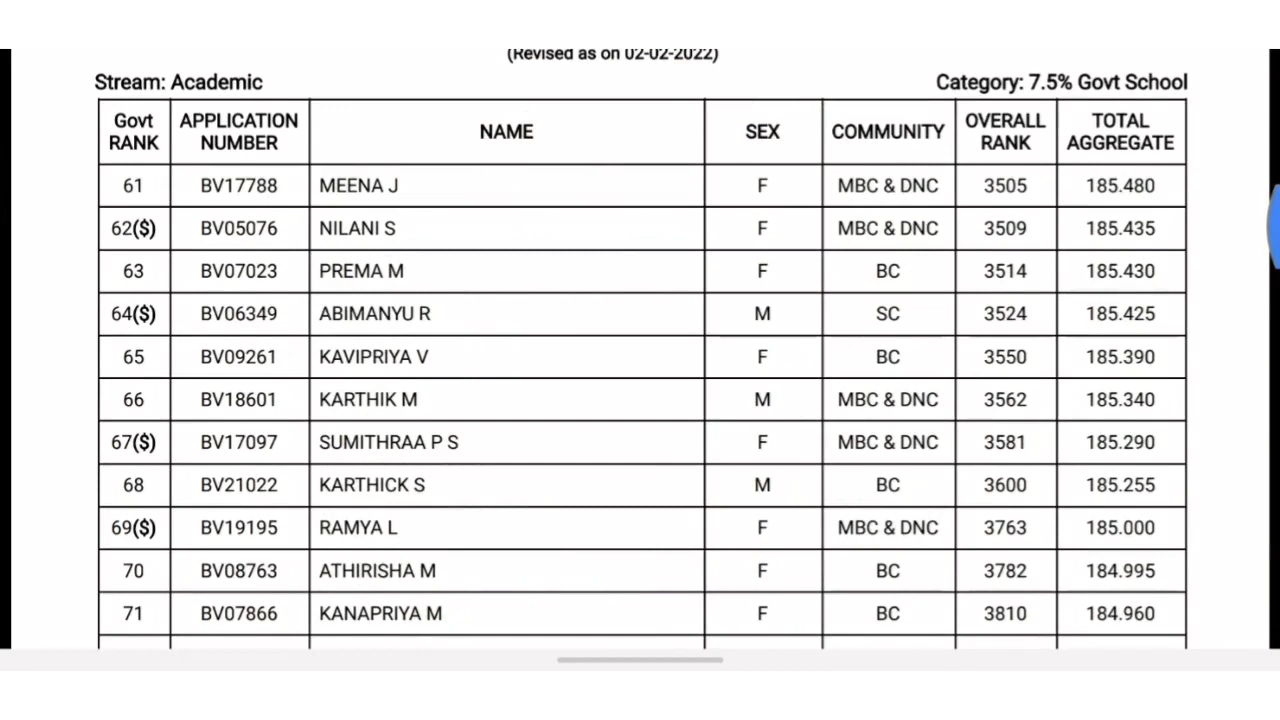 (Revised as on 02-02-2022)
Stream: Academic Category: 7.5% Govt School
Govt RANK APPLICATION NUMBER NAME SEX COMMUNITY OVERALL RANK TOTAL AGGREGATE
61 BV17788 MEENA J F MBC & DNC 3505 185.480
62($) BV05076 NILANI S F MBC & DNC 3509 185.435
63 BV07023 PREMA M F BC 3514 185.430
64($) BV06349 ABIMANYU R M SC 3524 185.425
65 BV09261 KAVIPRIYA V F BC 3550 185.390
66 BV18601 KARTHIK M M MBC & DNC 3562 185.340
67($) BV17097 SUMITHRAA P S F MBC & DNC 3581 185.290
68 BV21022 KARTHICK S M BC 3600 185.255
69($) BV19195 RAMYA L F MBC & DNC 3763 185.000
70 BV08763 ATHIRISHA M F BC 3782 184.995
71 BV07866 KANAPRIYA M F BC 3810 184.960